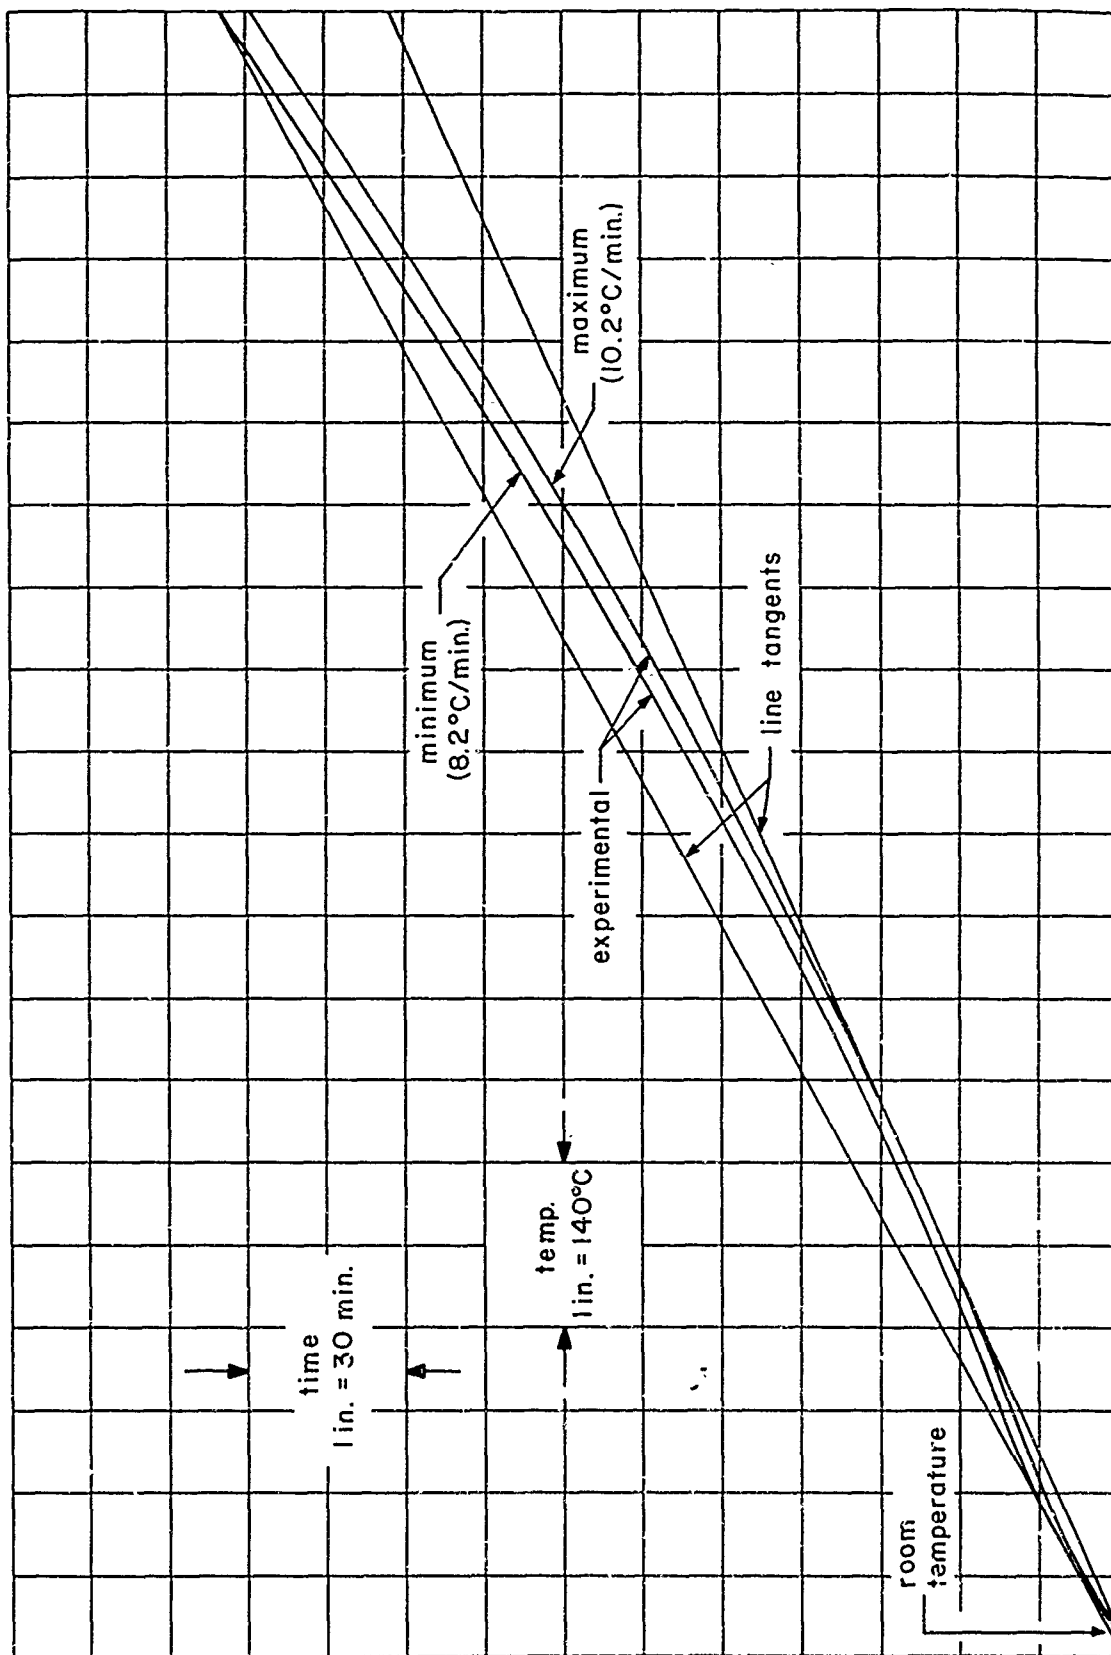 minimum
(8.2°C/min.)
maximum
(10.2°C/min.)
experimental
line tangents
time
1 in. = 30 min.
temp.
1 in. = 140°C
room
temperature